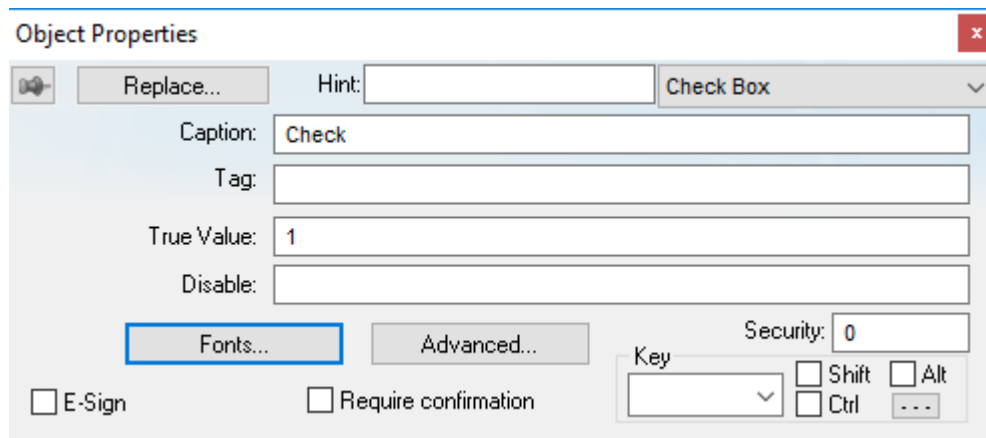 Object Properties x
Replace... Hint: Check Box
Caption: Check
Tag:
True Value: 1
Disable:
Fonts... Advanced... Security: 0
Key
Shift Alt
E-Sign Require confirmation Ctrl ...